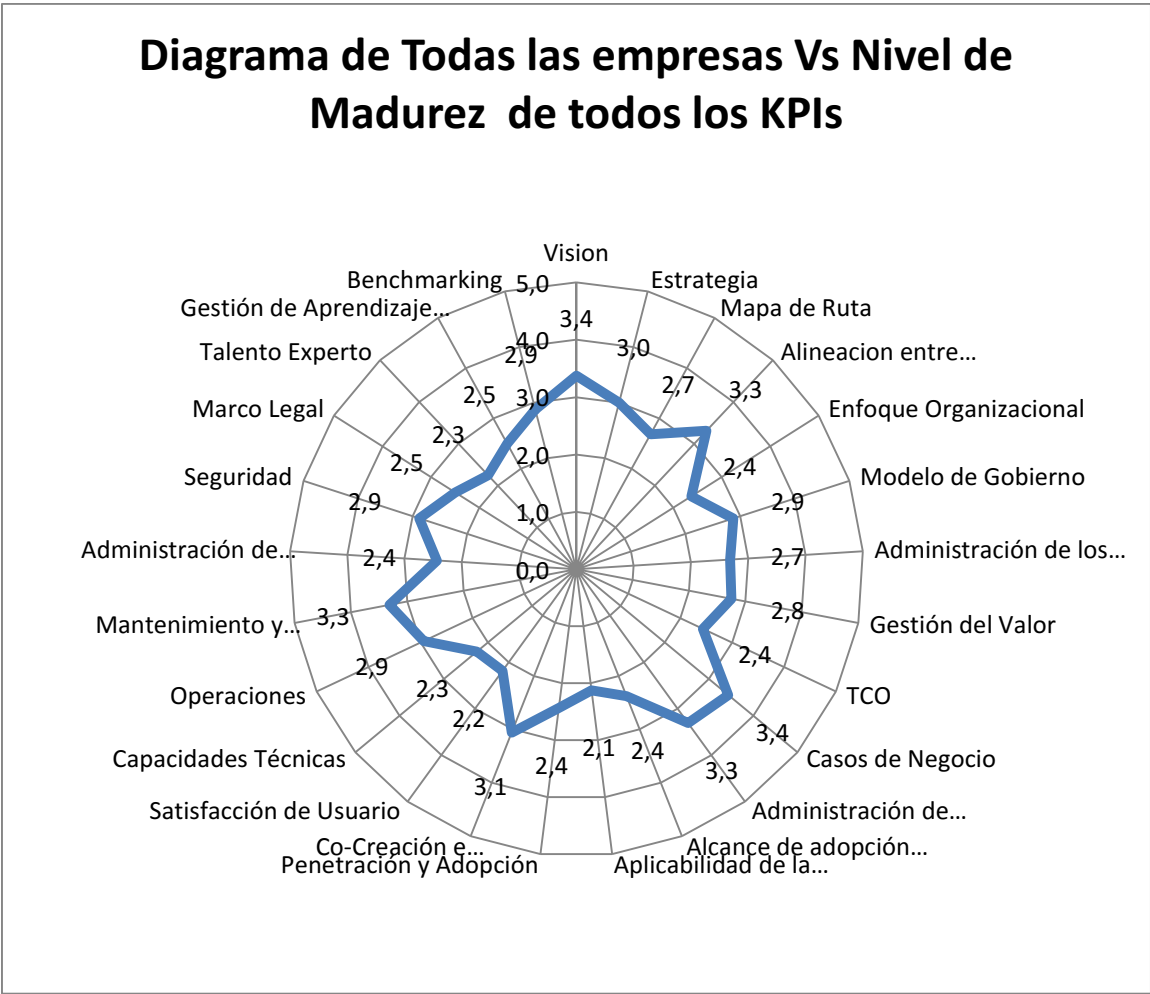 Diagrama de Todas las empresas Vs Nivel de
Madurez  de todos los KPIs
Vision
Estrategia
Mapa de Ruta
Alineacion entre...
Enfoque Organizacional
Modelo de Gobierno
Administración de los...
Gestión del Valor
TCO
Casos de Negocio
Administración de...
Alcance de adopción...
Aplicabilidad de la...
Penetración y Adopción
Co-Creación e...
Satisfacción de Usuario
Capacidades Técnicas
Operaciones
Mantenimiento y...
Administración de...
Seguridad
Marco Legal
Talento Experto
Gestión de Aprendizaje...
Benchmarking
5,0
4,0
3,0
2,0
1,0
0,0
3,4
3,0
2,7
3,3
2,4
2,9
2,7
2,8
2,4
3,4
3,3
2,4
2,1
2,4
3,1
2,2
2,3
2,9
3,3
2,4
2,9
2,5
2,3
2,5
2,9